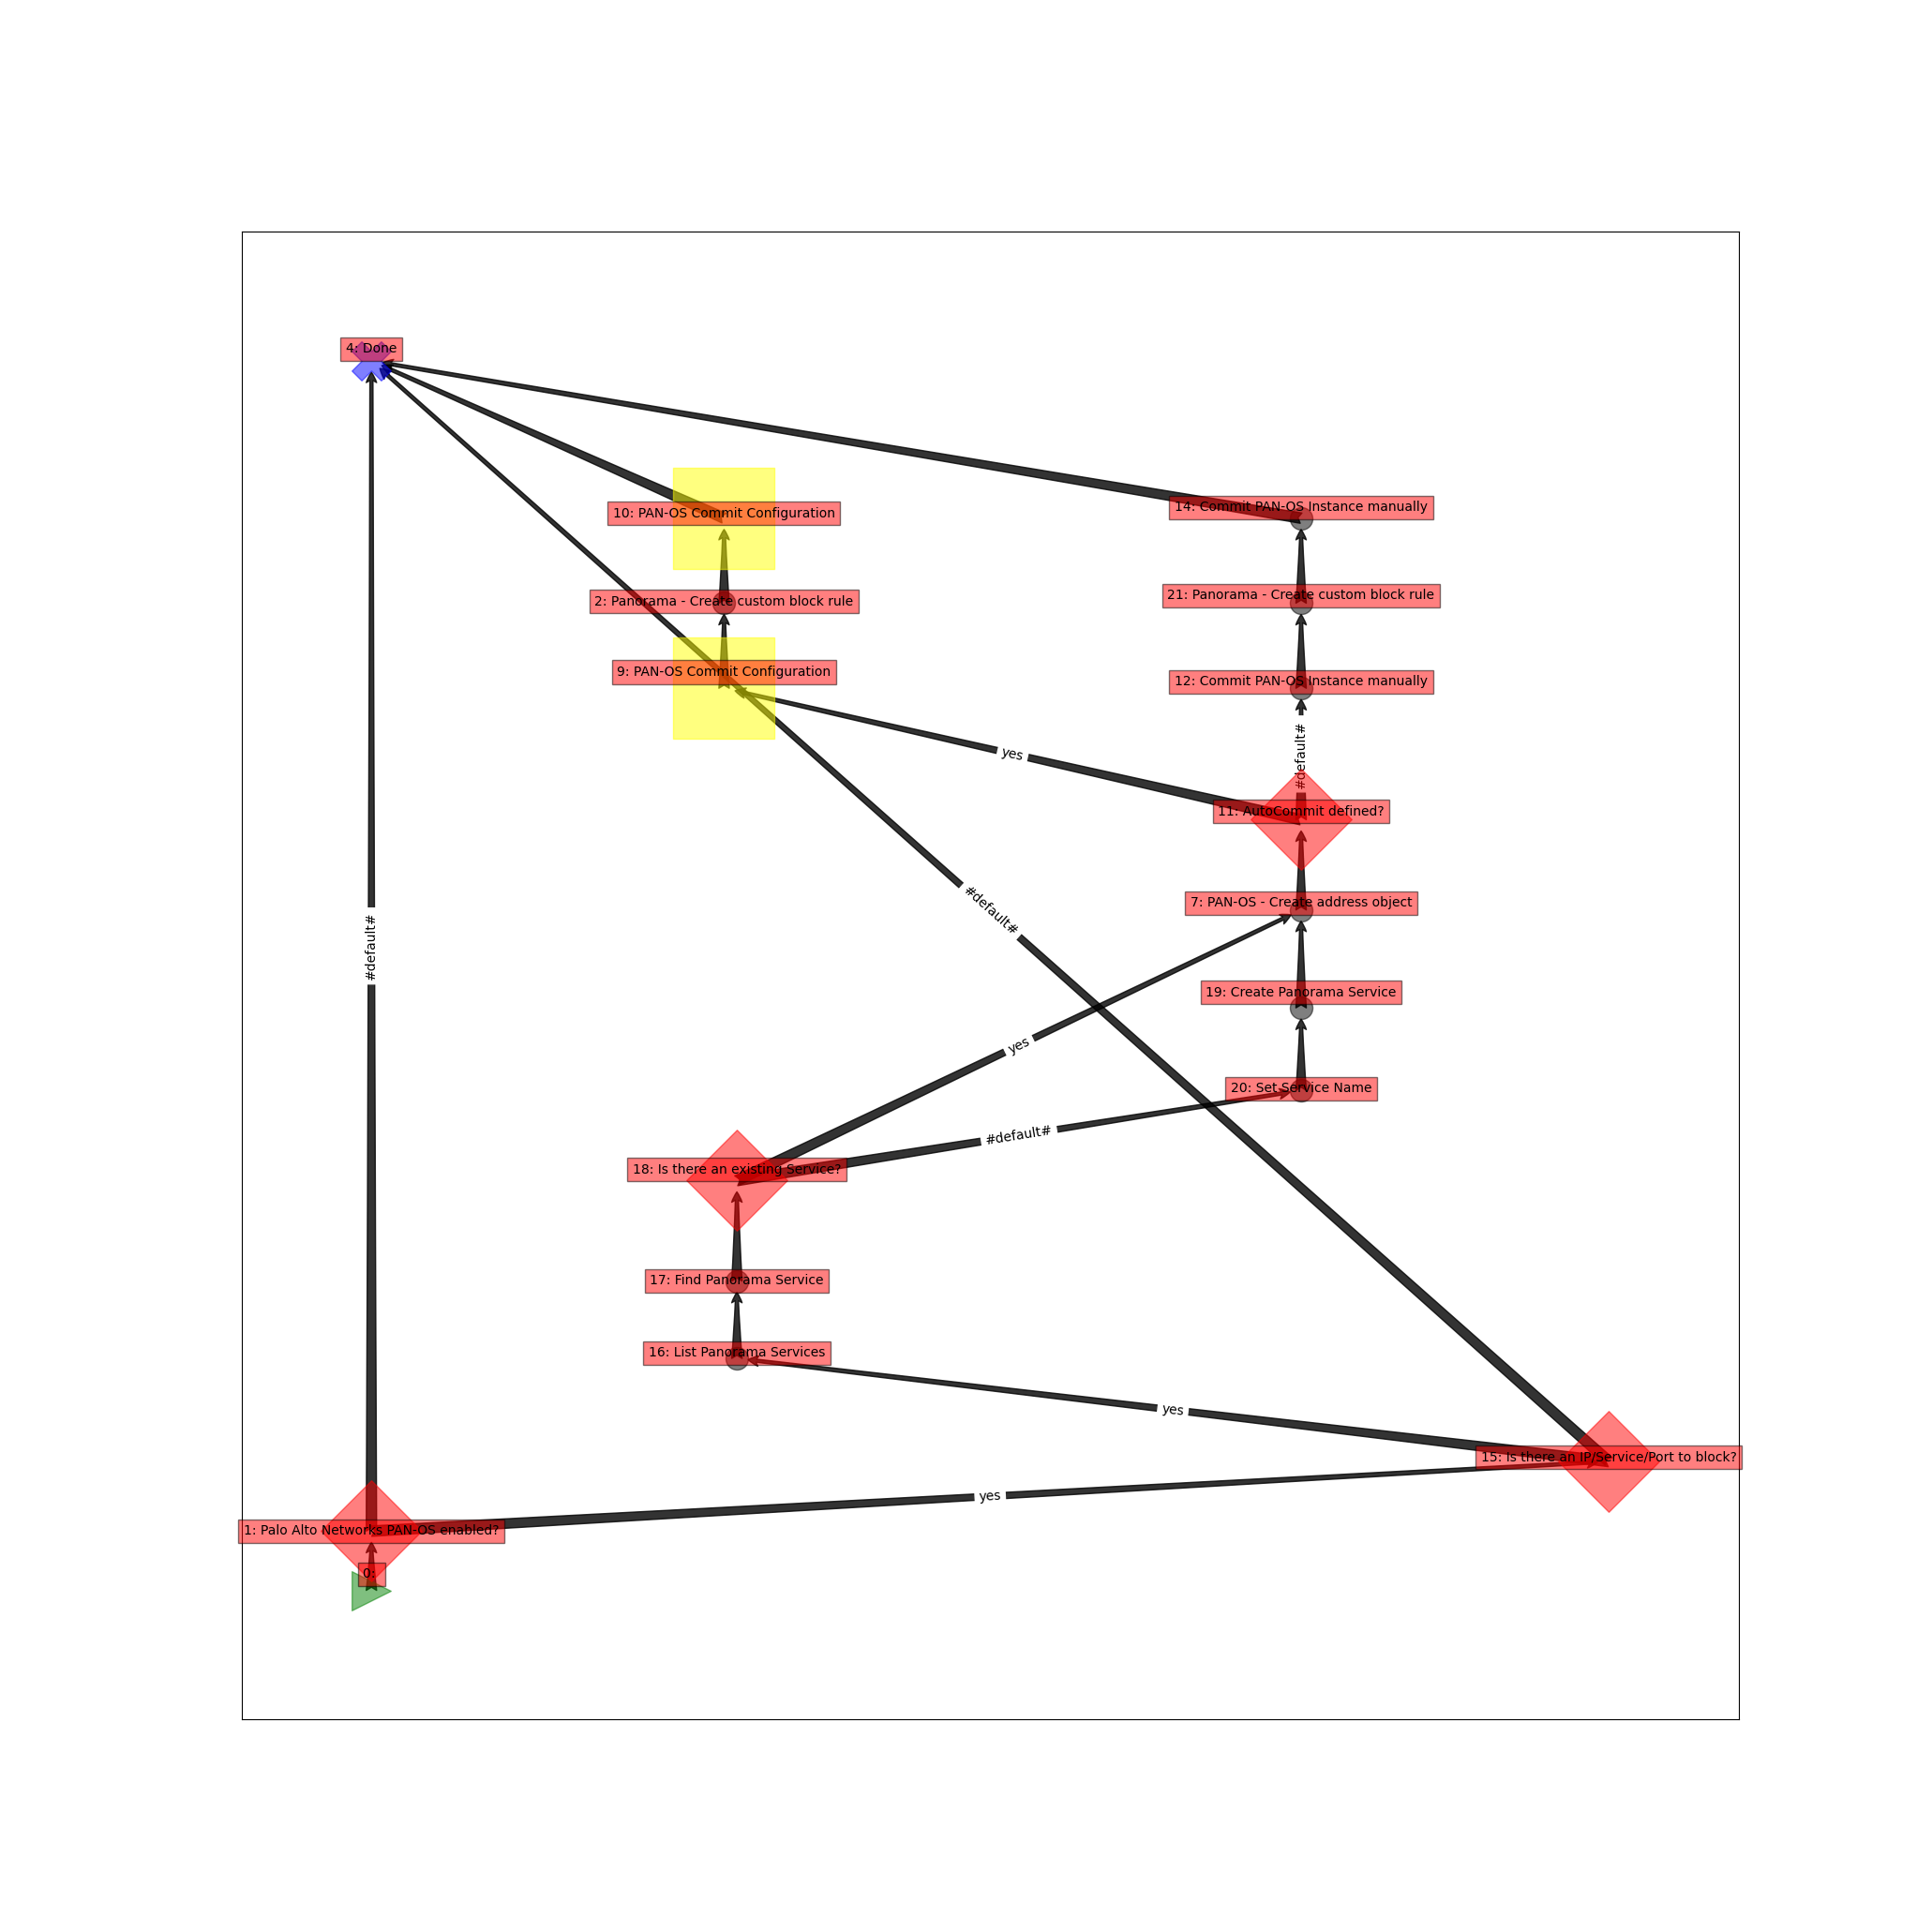 4: Done
14: Commit PAN-OS Instance manually
10: PAN-OS Commit Configuration
21: Panorama - Create custom block rule
2: Panorama - Create custom block rule
9: PAN-OS Commit Configuration
12: Commit PAN-OS Instance manually
yes
#default#
11: AutoCommit defined?
7: PAN-OS - Create address object
#default#
#default#
19: Create Panorama Service
yes
20: Set Service Name
#default#
18: Is there an existing Service?
17: Find Panorama Service
16: List Panorama Services
yes
15: Is there an IP/Service/Port to block?
yes
1: Palo Alto Networks PAN-OS enabled?
0: